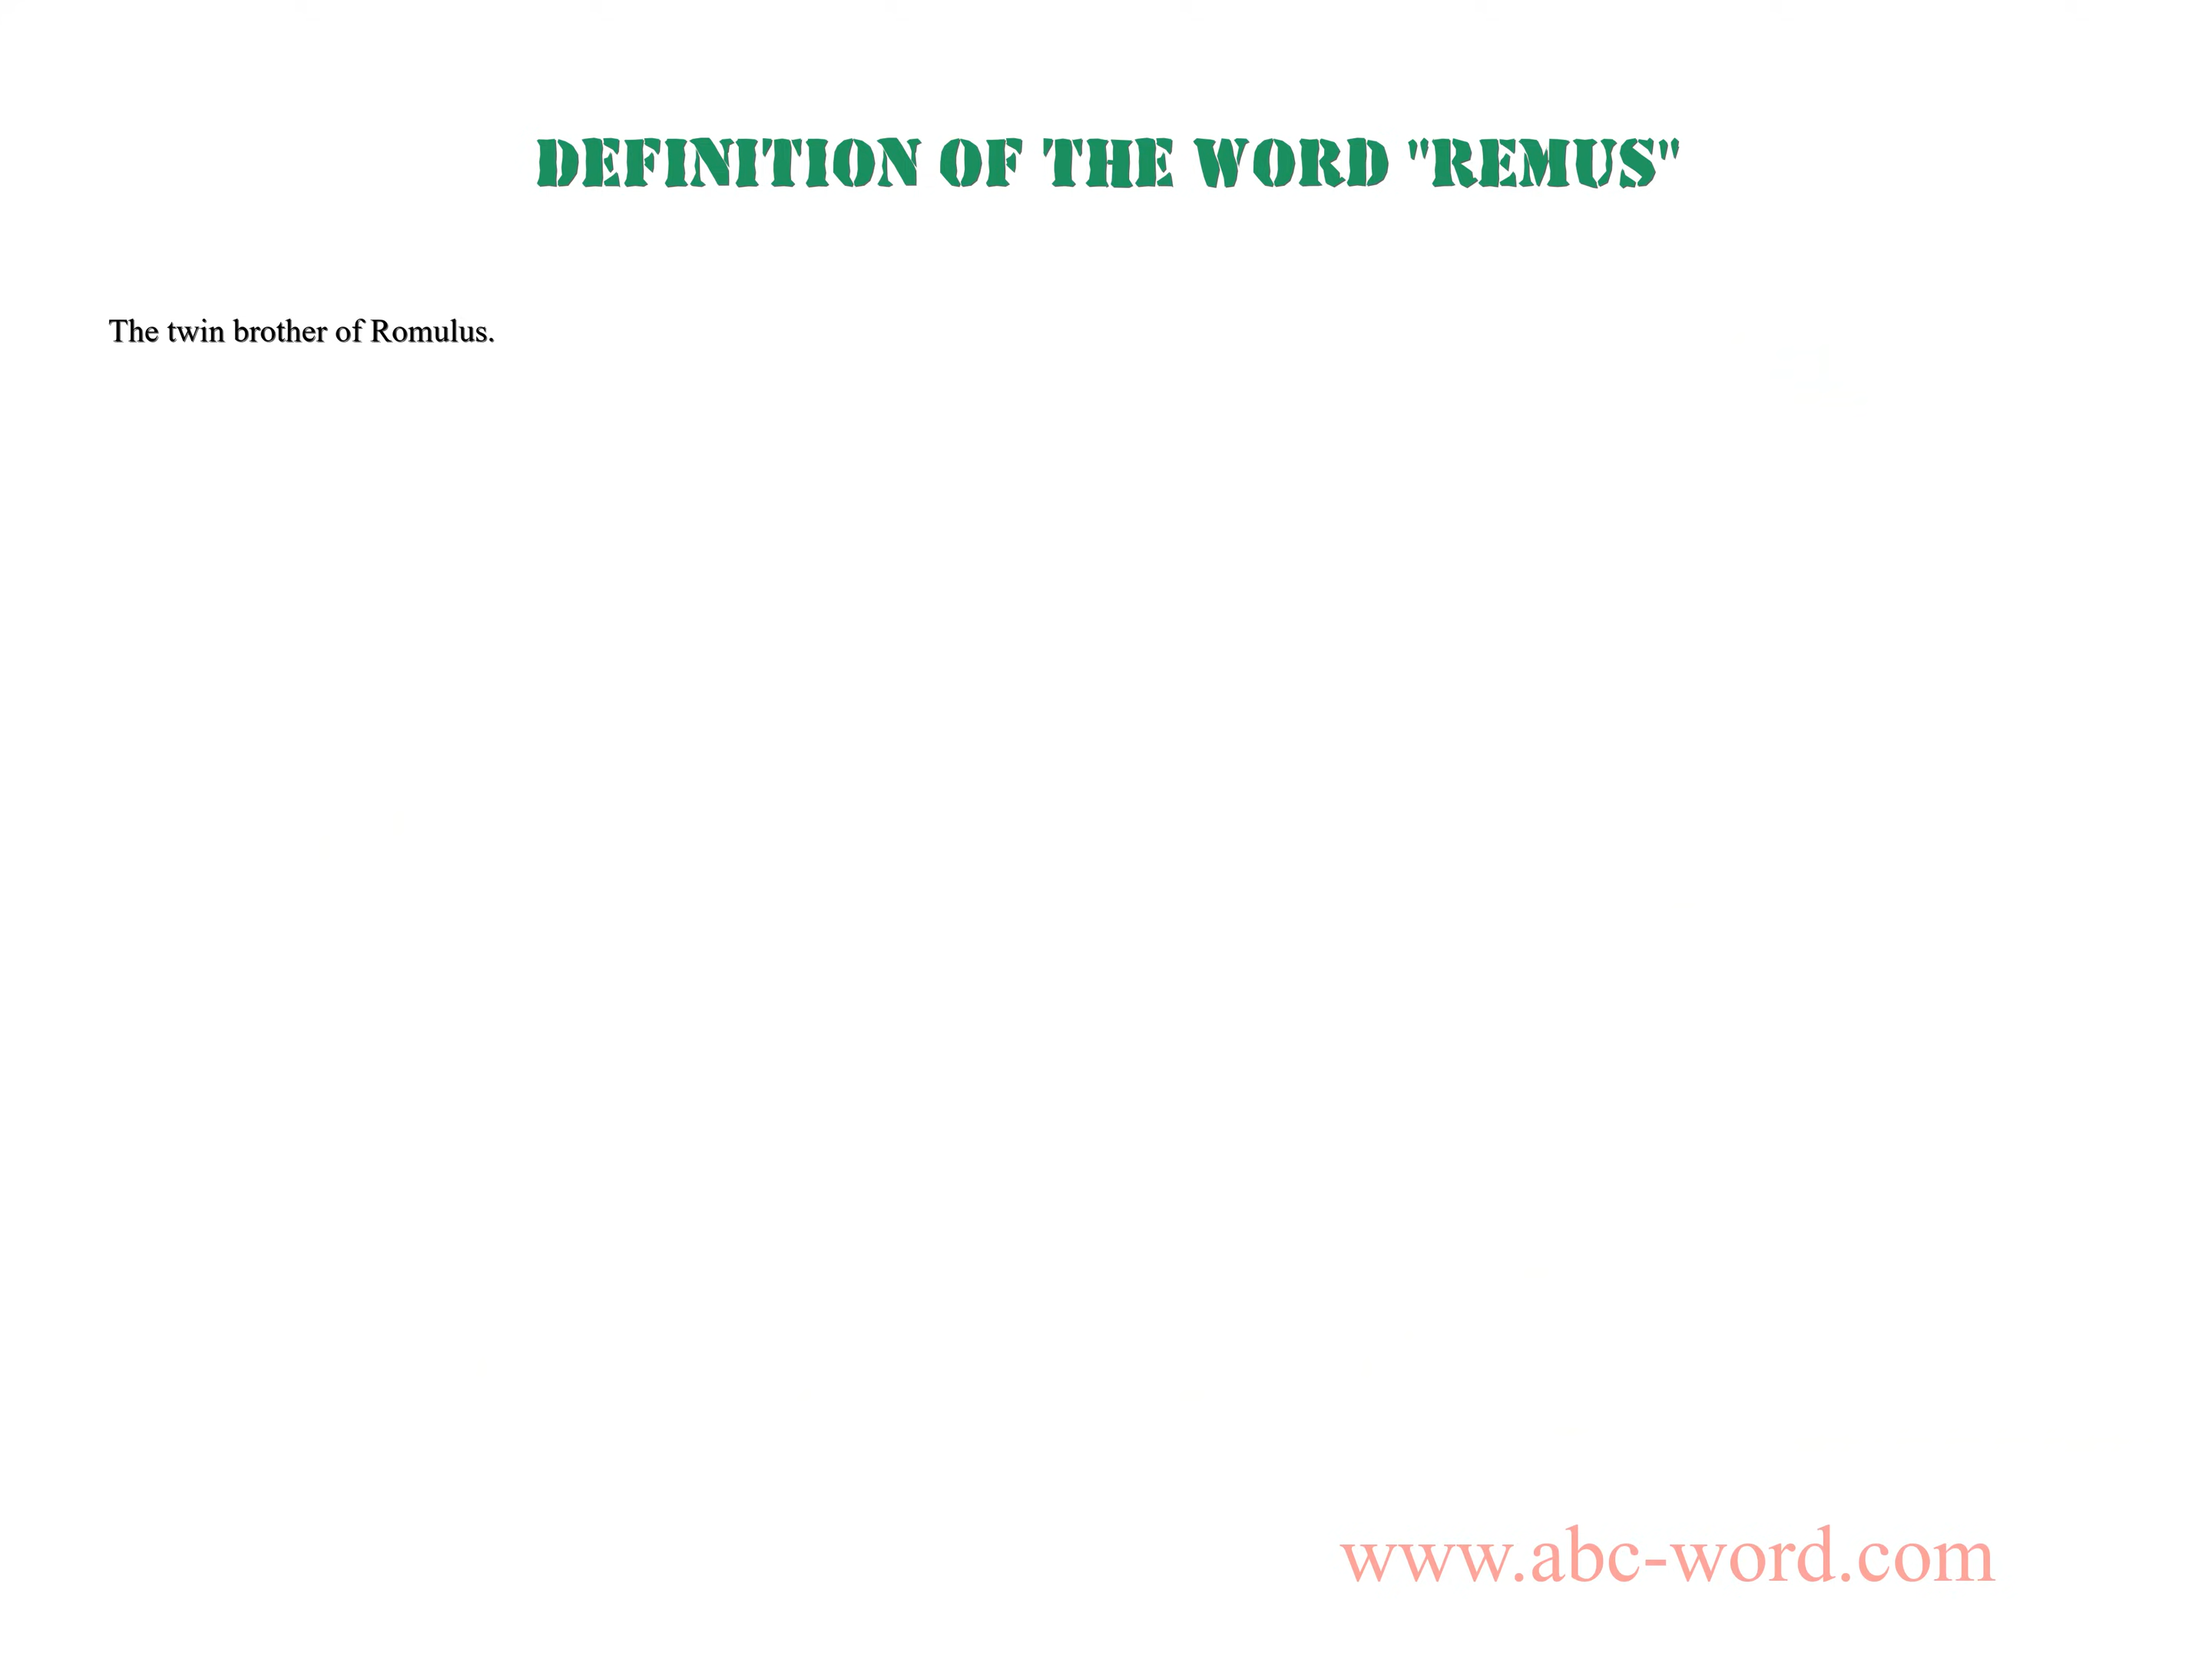 DEFINITION OF THE WORD "REMUS"
The twin brother of Romulus.
www.abc-word.com